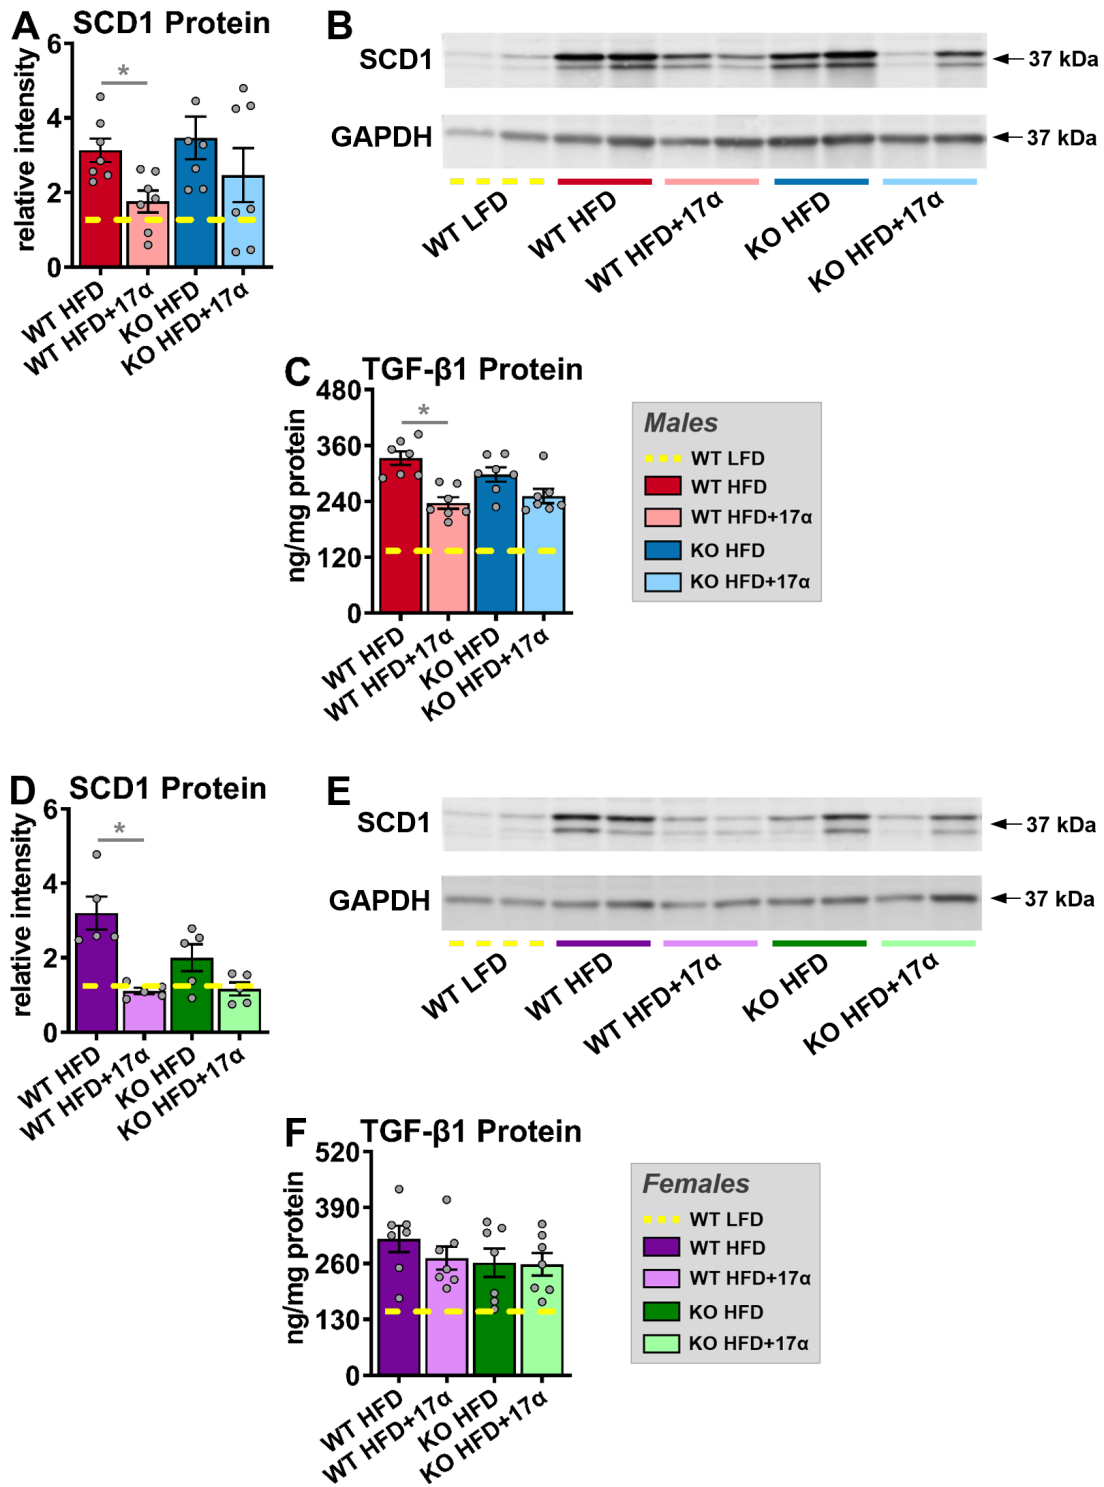 A
SCD1 Protein
relative intensity
6
4
2
0
*
WT HFD
WT HFD+17α
KO HFD
KO HFD+17α
B
SCD1
37 kDa
GAPDH
37 kDa
WT LFD
WT HFD
WT HFD+17α
KO HFD
KO HFD+17α
C
TGF-β1 Protein
ng/mg protein
480
360
240
120
0
*
WT HFD
WT HFD+17α
KO HFD
KO HFD+17α
Males
WT LFD
WT HFD
WT HFD+17α
KO HFD
KO HFD+17α
D
SCD1 Protein
relative intensity
6
4
2
0
*
WT HFD
WT HFD+17α
KO HFD
KO HFD+17α
E
SCD1
37 kDa
GAPDH
37 kDa
WT LFD
WT HFD
WT HFD+17α
KO HFD
KO HFD+17α
F
TGF-β1 Protein
ng/mg protein
520
390
260
130
0
WT HFD
WT HFD+17α
KO HFD
KO HFD+17α
Females
WT LFD
WT HFD
WT HFD+17α
KO HFD
KO HFD+17α